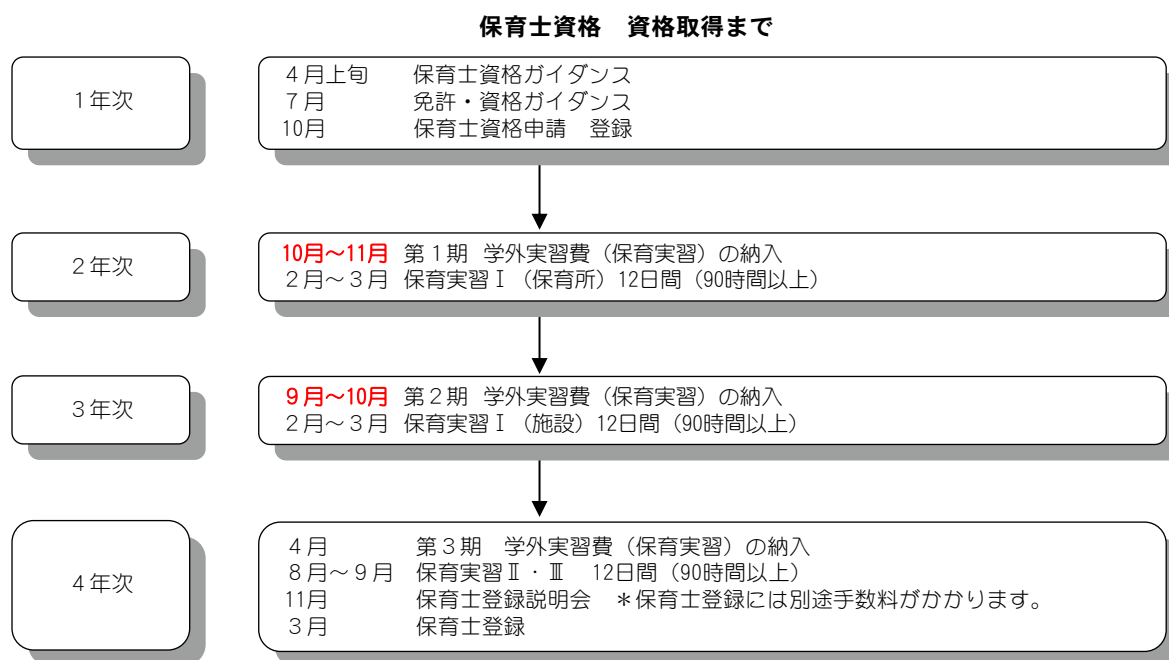 保育士資格　資格取得まで
１年次
４月上旬　保育士資格ガイダンス
７月　免許・資格ガイダンス
10月　保育士資格申請　登録
２年次
10月～11月 第１期 学外実習費（保育実習）の納入
２月～３月 保育実習Ⅰ（保育所）12日間（90時間以上）
３年次
９月～10月 第２期 学外実習費（保育実習）の納入
２月～３月 保育実習Ⅰ（施設）12日間（90時間以上）
４年次
４月　第３期　学外実習費（保育実習）の納入
８月～９月 保育実習Ⅱ・Ⅲ　12日間（90時間以上）
11月　保育士登録説明会　＊保育士登録には別途手数料がかかります。
３月　保育士登録